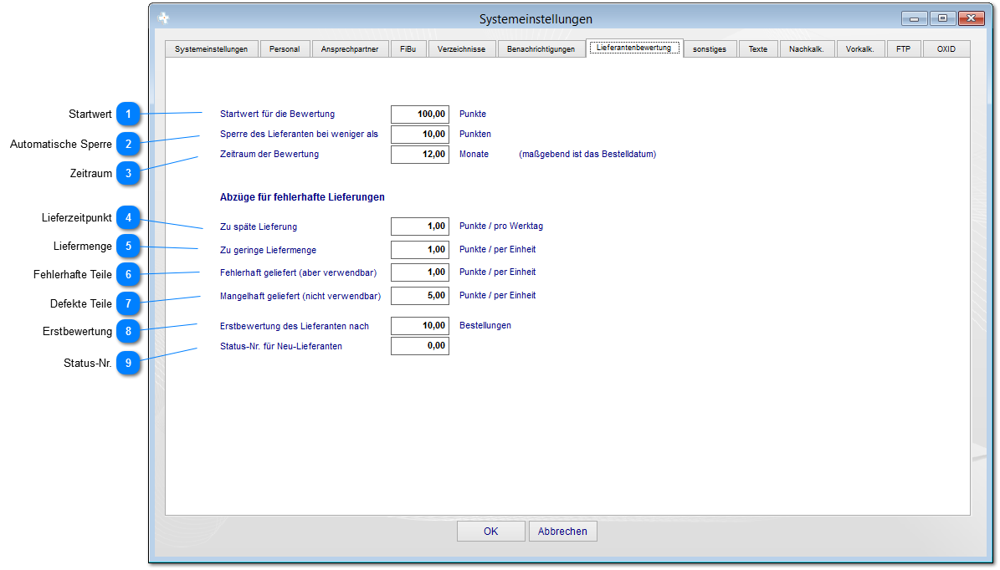 Systemeinstellungen
Systemeinstellungen Personal Ansprechpartner FiBu Verzeichnisse Benachrichtigungen Lieferantenbewertung sonstiges Texte Nachkalk. Vorkalk. FTP OXID
Startwert 1 Startwert für die Bewertung 100,00 Punkte
Automatische Sperre 2 Sperre des Lieferanten bei weniger als 10,00 Punkten
Zeitraum 3 Zeitraum der Bewertung 12,00 Monate (maßgebend ist das Bestelldatum)
Abzüge für fehlerhafte Lieferungen
Lieferzeitpunkt 4 Zu späte Lieferung 1,00 Punkte / pro Werktag
Liefermenge 5 Zu geringe Liefermenge 1,00 Punkte / per Einheit
Fehlerhafte Teile 6 Fehlerhaft geliefert (aber verwendbar) 1,00 Punkte / per Einheit
Defekte Teile 7 Mangelhaft geliefert (nicht verwendbar) 5,00 Punkte / per Einheit
Erstbewertung 8 Erstbewertung des Lieferanten nach 10,00 Bestellungen
Status-Nr. 9 Status-Nr. für Neu-Lieferanten 0,00
OK Abbrechen